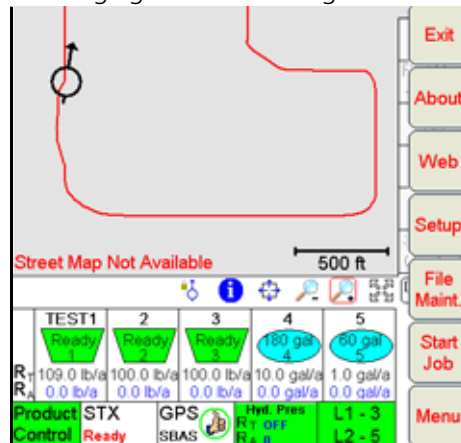 Exit
About
Web
Setup
Street Map Not Available
500 ft
File
Maint.
Start
Job
Menu
TEST1 2 3 4 5
Ready Ready Ready 180 gal 60 gal
1 2 3 4 5
RT 109.0 lb/a 100.0 lb/a 100.0 lb/a 10.0 gal/a 1.0 gal/a
RA 0.0 lb/a 0.0 lb/a 0.0 lb/a 0.0 gal/a 0.0 gal/a
Product STX GPS Hyd. Pres L1 - 3
RT OFF
Control Ready SBAS RA 0 L2 - 5